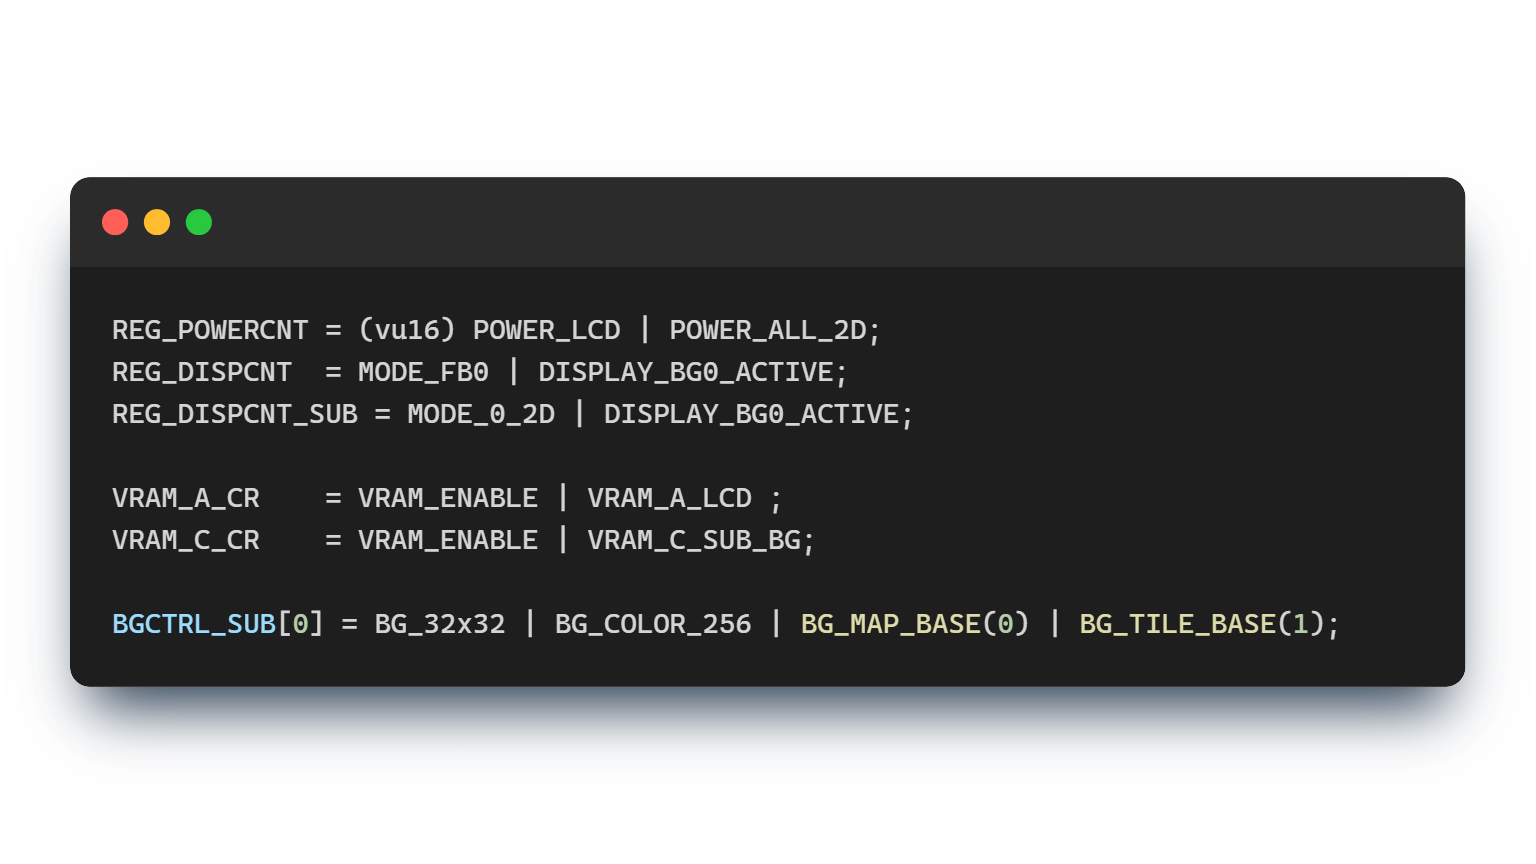 REG_POWERCNT = (vu16) POWER_LCD | POWER_ALL_2D;
REG_DISPCNT  = MODE_FB0 | DISPLAY_BG0_ACTIVE;
REG_DISPCNT_SUB = MODE_0_2D | DISPLAY_BG0_ACTIVE;

VRAM_A_CR    = VRAM_ENABLE | VRAM_A_LCD ;
VRAM_C_CR    = VRAM_ENABLE | VRAM_C_SUB_BG;

BGCTRL_SUB[0] = BG_32x32 | BG_COLOR_256 | BG_MAP_BASE(0) | BG_TILE_BASE(1);